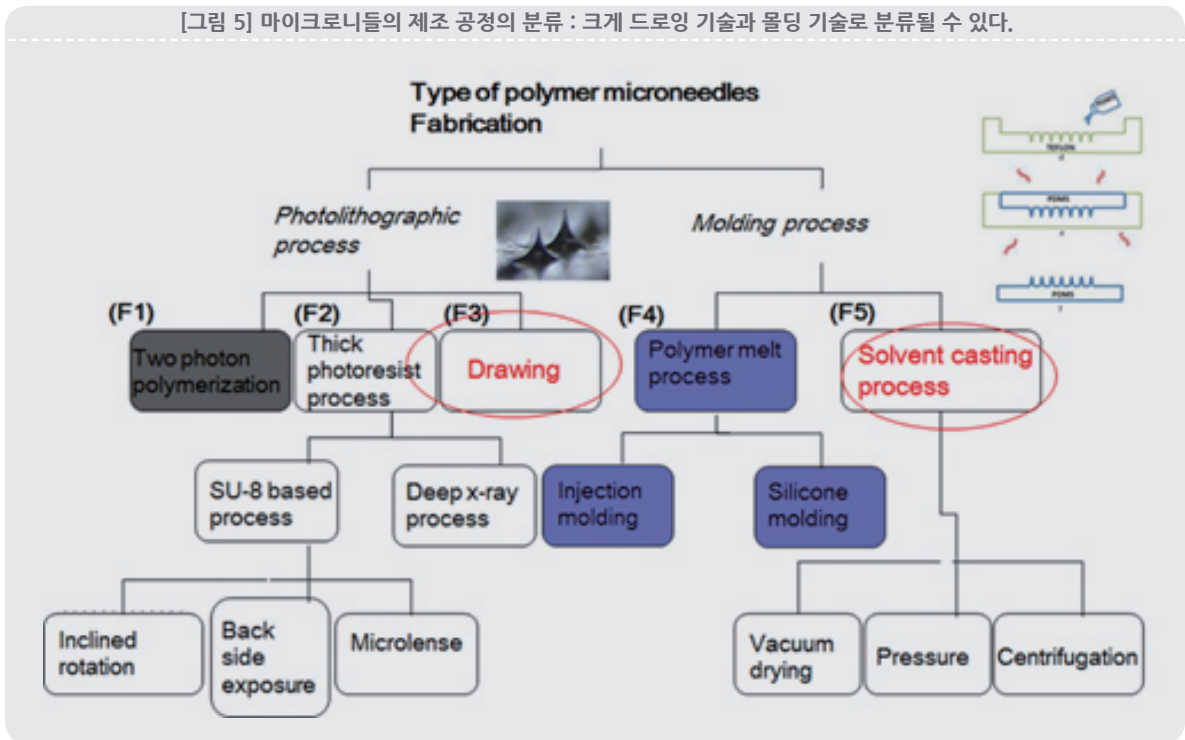 [그림 5] 마이크로니들의 제조 공정의 분류 : 크게 드로잉 기술과 몰딩 기술로 분류될 수 있다.
Type of polymer microneedles
Fabrication
Photolithographic
process
Molding process
TEFLON
PDMS
PDMS
(F1)
Two photon
polymerization
(F2)
Thick
photoresist
process
(F3)
Drawing
(F4)
Polymer melt
process
(F5)
Solvent casting
process
SU-8 based
process
Deep x-ray
process
Injection
molding
Silicone
molding
Inclined
rotation
Back
side
exposure
Microlense
Vacuum
drying
Pressure
Centrifugation